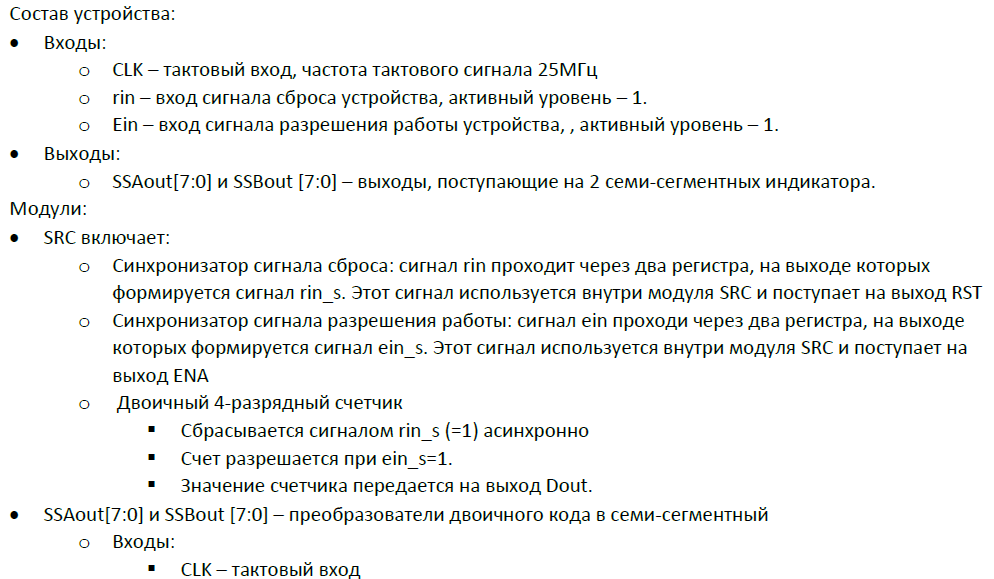 Состав устройства:
• Входы:
o CLK – тактовый вход, частота тактового сигнала 25МГц
o rin – вход сигнала сброса устройства, активный уровень – 1.
o Ein – вход сигнала разрешения работы устройства, , активный уровень – 1.
• Выходы:
o SSAout[7:0] и SSBout [7:0] – выходы, поступающие на 2 семи-сегментных индикатора.
Модули:
• SRC включает:
o Синхронизатор сигнала сброса: сигнал rin проходит через два регистра, на выходе которых
формируется сигнал rin_s. Этот сигнал используется внутри модуля SRC и поступает на выход RST
o Синхронизатор сигнала разрешения работы: сигнал ein проходи через два регистра, на выходе
которых формируется сигнал ein_s. Этот сигнал используется внутри модуля SRC и поступает на
выход ENA
o Двоичный 4-разрядный счетчик
▪ Сбрасывается сигналом rin_s (=1) асинхронно
▪ Счет разрешается при ein_s=1.
▪ Значение счетчика передается на выход Dout.
• SSAout[7:0] и SSBout [7:0] – преобразователи двоичного кода в семи-сегментный
o Входы:
▪ CLK – тактовый вход